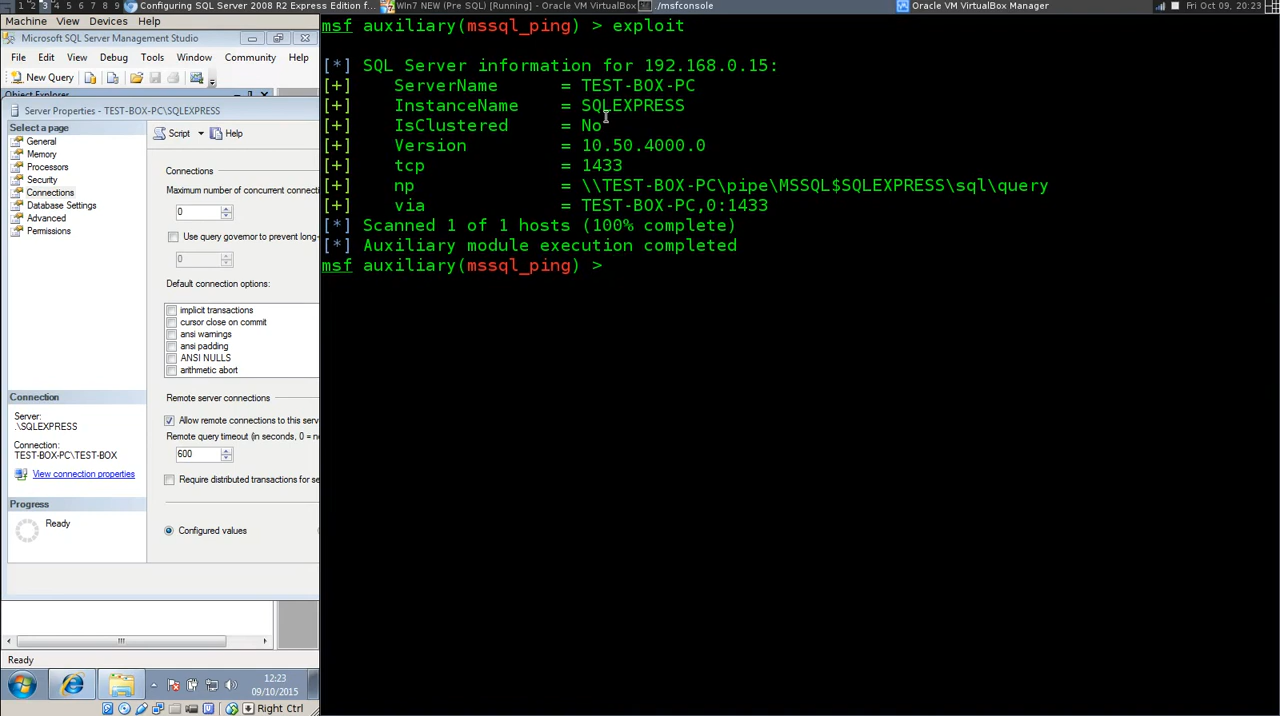 1 2 3 4 5 6 7 8 9
Configuring SQL Server 2008 R2 Express Edition f...
Win7 NEW (Pre SQL) [Running] - Oracle VM VirtualBox
./msfconsole
Oracle VM VirtualBox Manager
Fri Oct 09, 20:23
Machine View Devices Help
Microsoft SQL Server Management Studio
File Edit View Debug Tools Window Community Help
New Query
Server Properties - TEST-BOX-PC\SQLEXPRESS
Select a page
General
Memory
Processors
Security
Connections
Database Settings
Advanced
Permissions
Connection
Server:
.\SQLEXPRESS
Connection:
TEST-BOX-PC\TEST-BOX
View connection properties
Progress
Ready
Script Help
Connections
Maximum number of concurrent connecti
0
Use query governor to prevent long-
0
Default connection options:
implicit transactions
cursor close on commit
ansi warnings
ansi padding
ANSI NULLS
arithmetic abort
Remote server connections
Allow remote connections to this serv
Remote query timeout (in seconds, 0 = n
600
Require distributed transactions for se
Configured values
Ready
12:23
09/10/2015
Right Ctrl
msf auxiliary(mssql_ping) > exploit
[*] SQL Server information for 192.168.0.15:
[+] ServerName = TEST-BOX-PC
[+] InstanceName = SQLEXPRESS
[+] IsClustered = No
[+] Version = 10.50.4000.0
[+] tcp = 1433
[+] np = \\TEST-BOX-PC\pipe\MSSQL$SQLEXPRESS\sql\query
[+] via = TEST-BOX-PC,0:1433
[*] Scanned 1 of 1 hosts (100% complete)
[*] Auxiliary module execution completed
msf auxiliary(mssql_ping) >